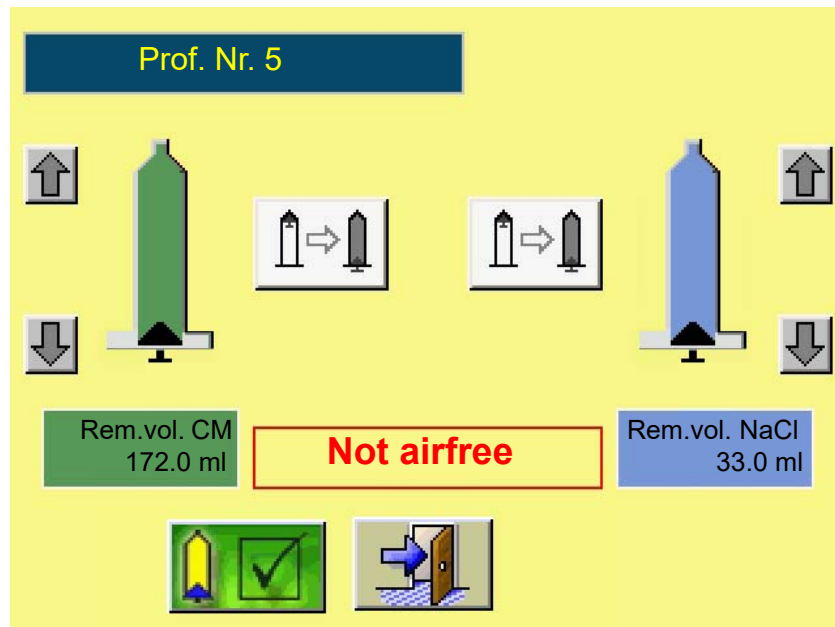 Prof. Nr. 5
Rem.vol. CM
172.0 ml
Not airfree
Rem.vol. NaCl
33.0 ml